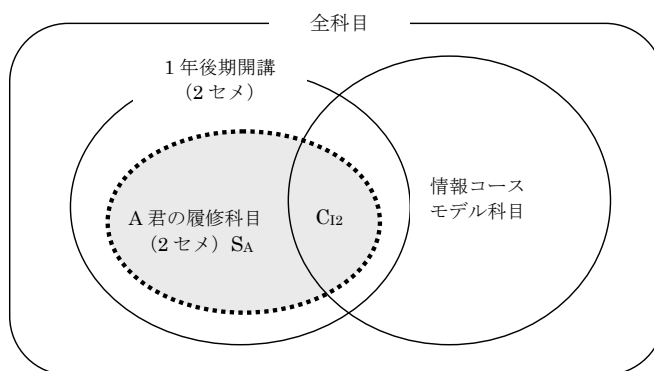 全科目
1年後期開講
(2セメ)
情報コース
モデル科目
A君の履修科目
(2セメ) SA
CI2